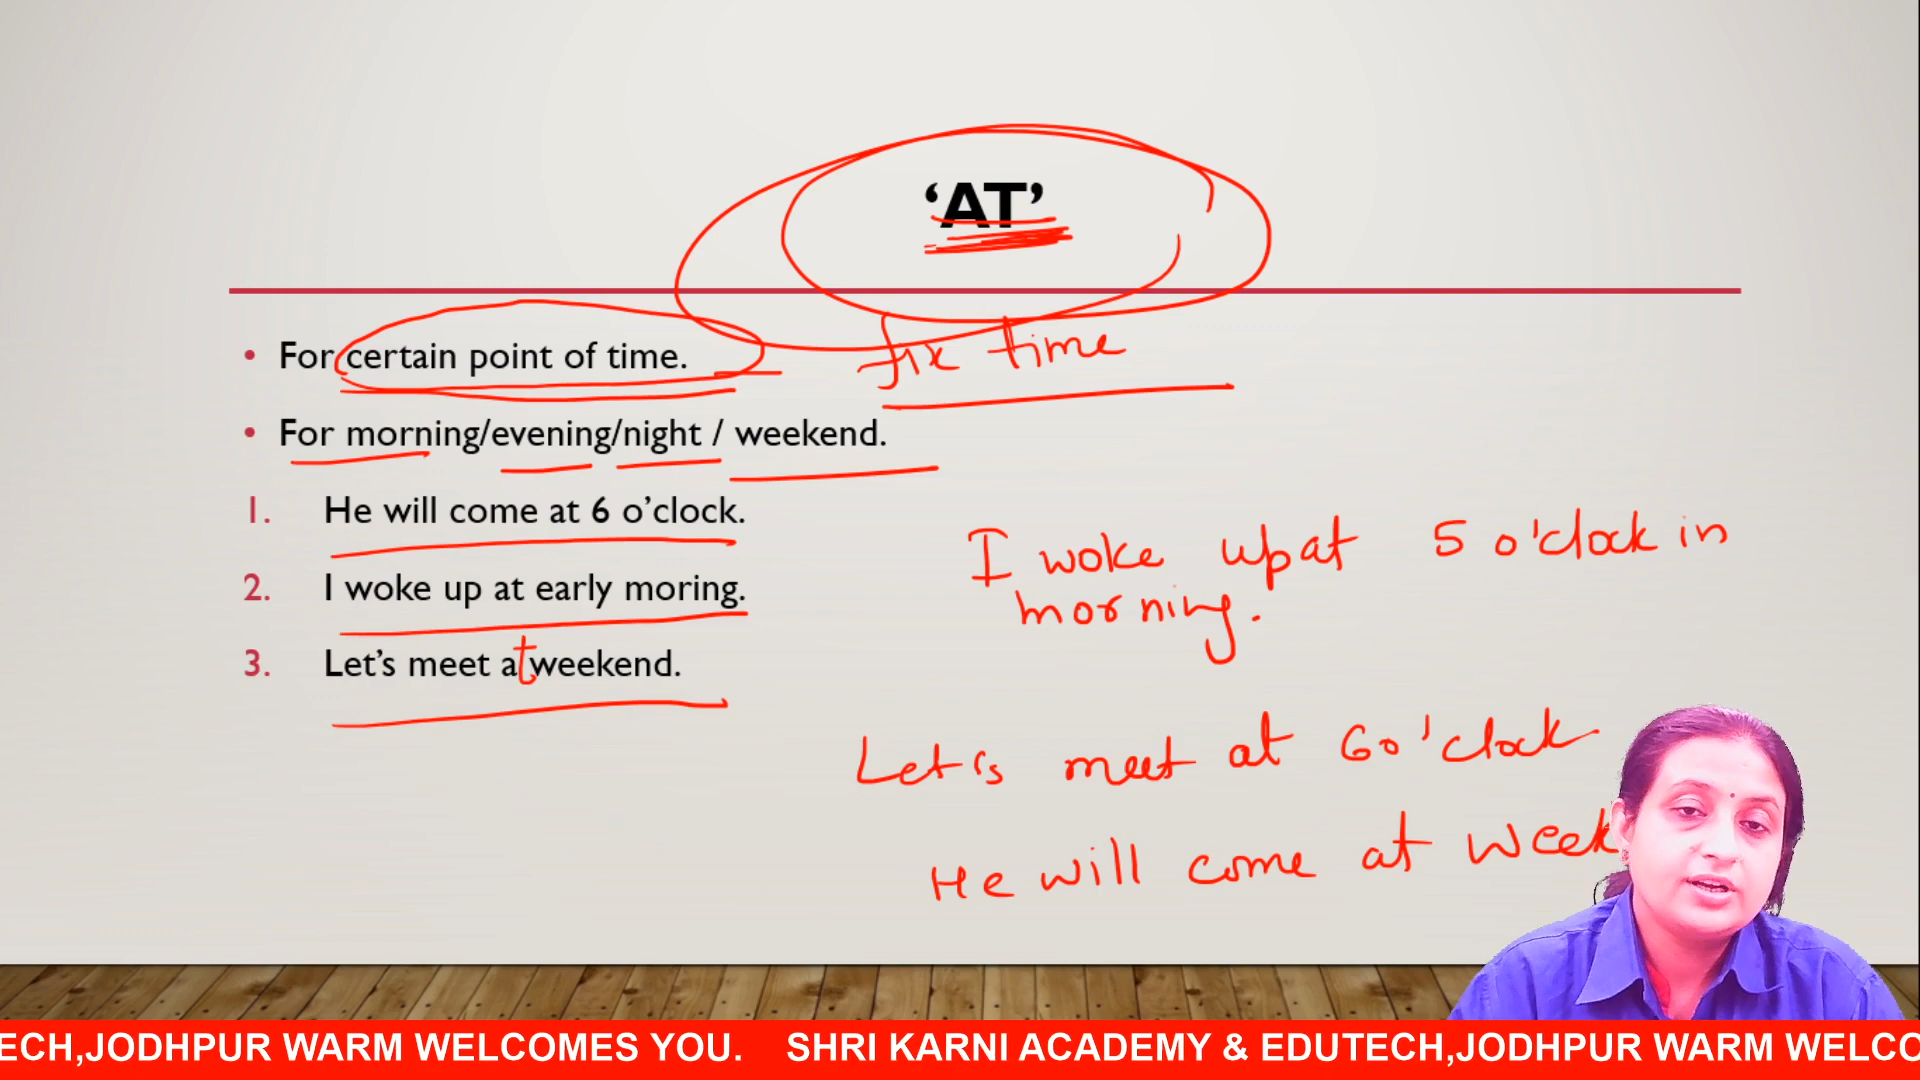 ‘AT’
• For certain point of time.
fix time
• For morning/evening/night / weekend.
1. He will come at 6 o’clock.
2. I woke up at early moring.
3. Let’s meet at weekend.
I woke up at 5 o'clock in
morning.
Let's meet at 6 o'clock
He will come at week
ECH,JODHPUR WARM WELCOMES YOU. SHRI KARNI ACADEMY & EDUTECH,JODHPUR WARM WELCO